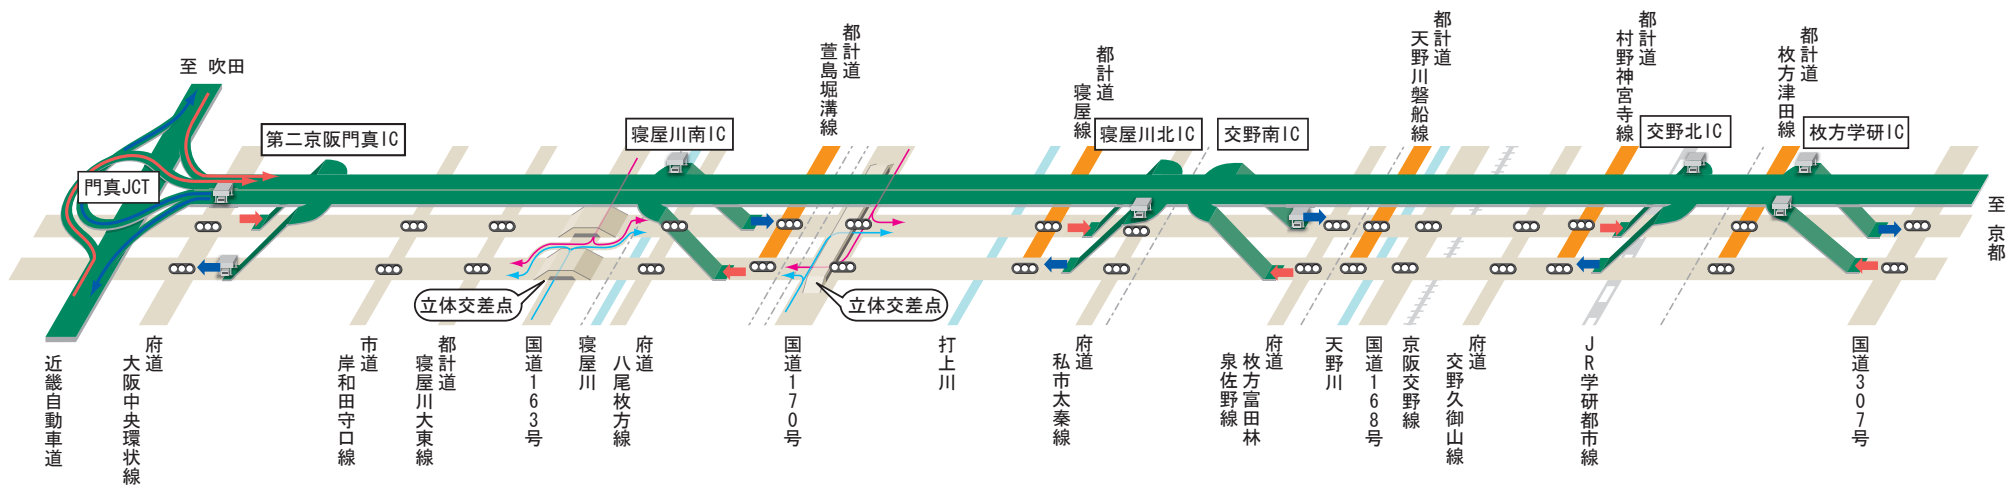 至 吹田
第二京阪門真IC
門真JCT
寝屋川南IC
都計道
萱島堀溝線
都計道
寝屋線
寝屋川北IC
交野南IC
都計道
天野川磐船線
都計道
村野神宮寺線
交野北IC
都計道
枚方津田線
枚方学研IC
至 京都
立体交差点
立体交差点
近畿自動車道
府道
大阪中央環状線
市道
岸和田守口線
都計道
寝屋川大東線
国道163号
寝屋川
府道
八尾枚方線
国道170号
打上川
府道
私市太秦線
府道
枚方富田林
泉佐野線
天野川
国道168号
京阪交野線
府道
交野久御山線
JR学研都市線
国道307号